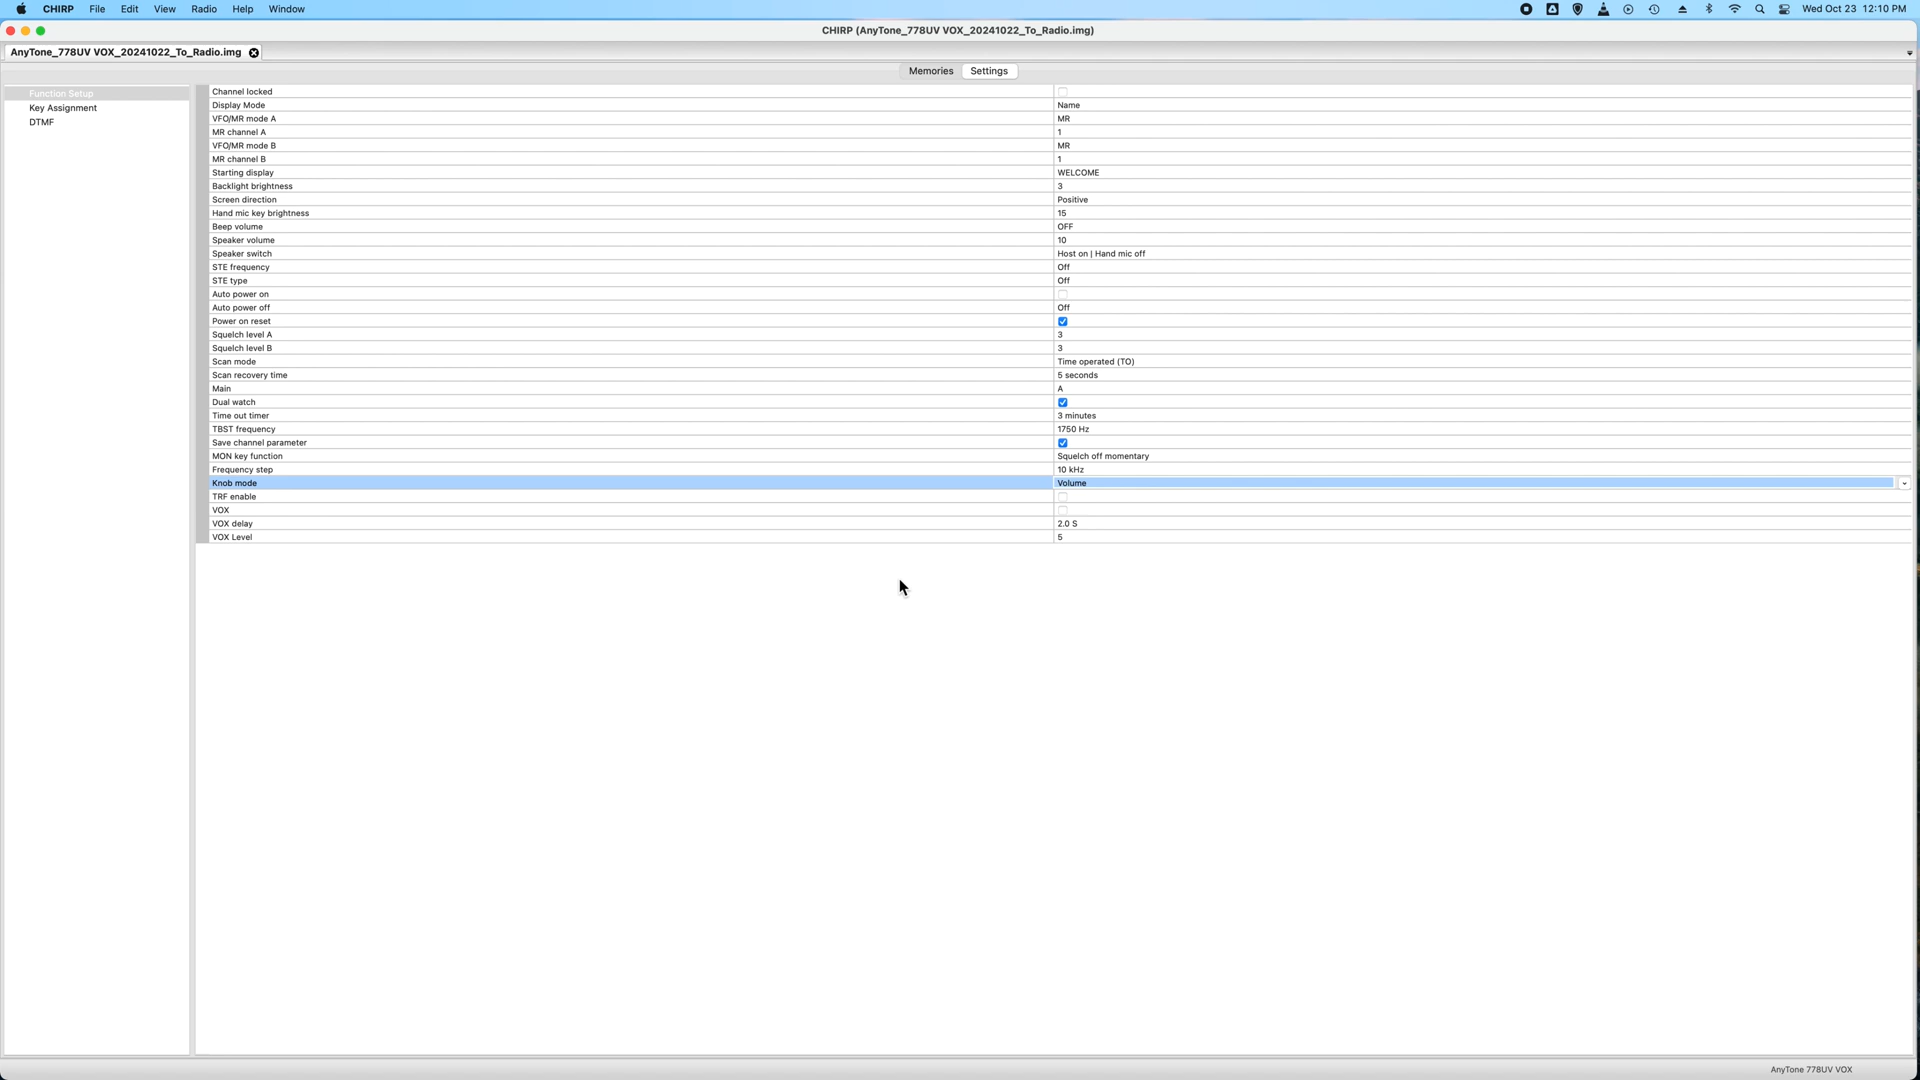 CHIRP File Edit View Radio Help Window Wed Oct 23 12:10 PM
CHIRP (AnyTone_778UV VOX_20241022_To_Radio.img)
AnyTone_778UV VOX_20241022_To_Radio.img
Memories Settings
Function Setup
Key Assignment
DTMF
Channel locked
Display Mode Name
VFO/MR mode A MR
MR channel A 1
VFO/MR mode B MR
MR channel B 1
Starting display WELCOME
Backlight brightness 3
Screen direction Positive
Hand mic key brightness 15
Beep volume OFF
Speaker volume 10
Speaker switch Host on | Hand mic off
STE frequency Off
STE type Off
Auto power on
Auto power off Off
Power on reset
Squelch level A 3
Squelch level B 3
Scan mode Time operated (TO)
Scan recovery time 5 seconds
Main A
Dual watch
Time out timer 3 minutes
TBST frequency 1750 Hz
Save channel parameter
MON key function Squelch off momentary
Frequency step 10 kHz
Knob mode Volume
TRF enable
VOX
VOX delay 2.0 S
VOX Level 5
AnyTone 778UV VOX